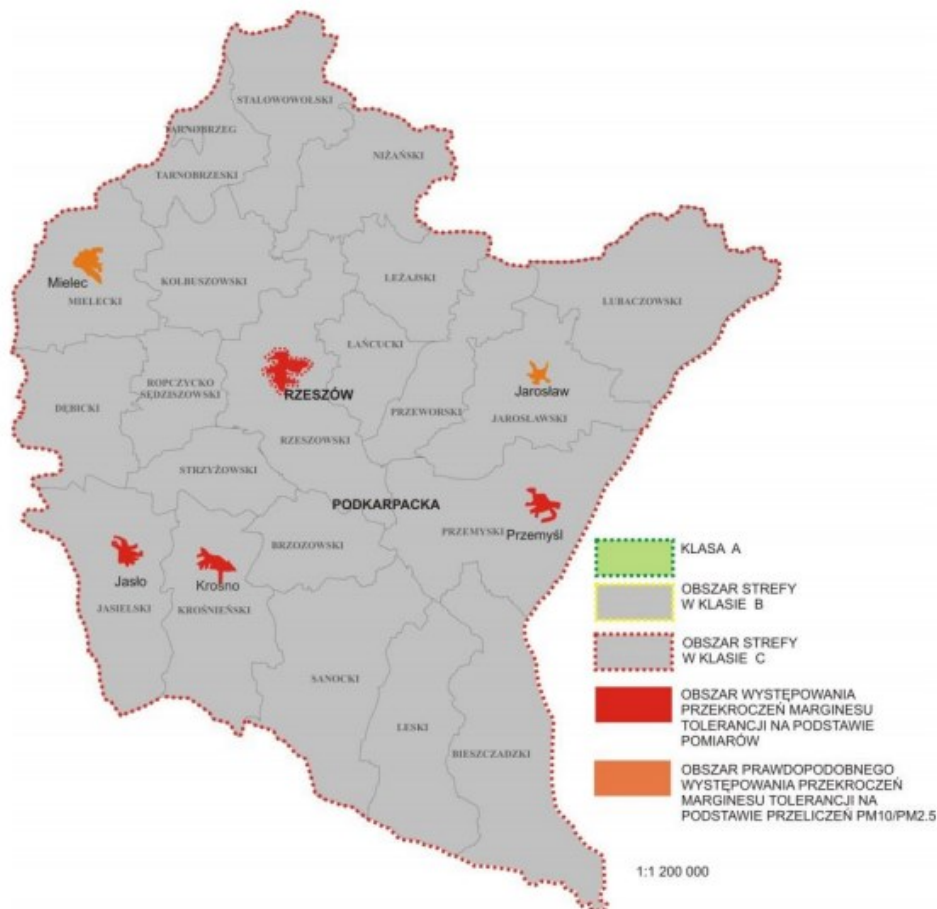 STALOWOWOLSKI
TARNOBRZEG
NIŻAŃSKI
TARNOBRZESKI
Mielec
MIELECKI
KOLBUSZOWSKI
LEŻAJSKI
LUBACZOWSKI
ŁAŃCUCKI
RZESZÓW
ROPCZYCKO
SĘDZISZOWSKI
DĘBICKI
Jarosław
PRZEWORSKI
JAROSŁAWSKI
RZESZOWSKI
STRZYŻOWSKI
PODKARPACKA
PRZEMYSKI
Przemyśl
BRZOZOWSKI
Jasło
Krosno
JASIELSKI
KROŚNIEŃSKI
SANOCKI
LESKI
BIESZCZADZKI
KLASA A
OBSZAR STREFY
W KLASIE B
OBSZAR STREFY
W KLASIE C
OBSZAR WYSTĘPOWANIA
PRZEKROCZEŃ MARGINESU
TOLERANCJI NA PODSTAWIE
POMIARÓW
OBSZAR PRAWDOPODOBNEGO
WYSTĘPOWANIA PRZEKROCZEŃ
MARGINESU TOLERANCJI NA
PODSTAWIE PRZELICZEŃ PM10/PM2.5
1:1 200 000